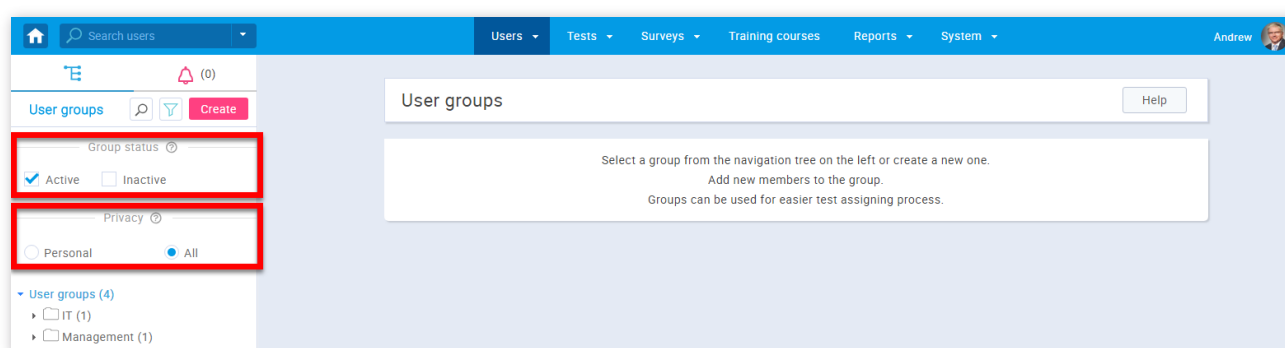 Search users
Users
Tests
Surveys
Training courses
Reports
System
Andrew
(0)
User groups
Create
Group status ?
Active
Inactive
Privacy ?
Personal
All
User groups (4)
IT (1)
Management (1)
User groups
Help
Select a group from the navigation tree on the left or create a new one.
Add new members to the group.
Groups can be used for easier test assigning process.